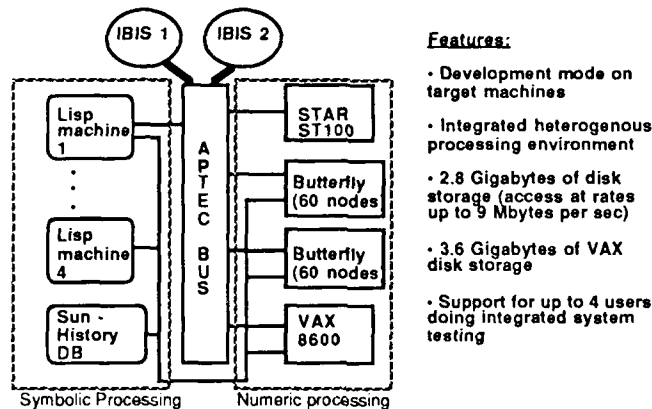 IBIS 1
IBIS 2
Lisp
machine
1
Lisp
machine
4
Sun -
History
DB
Symbolic Processing
APTEC BUS
STAR
ST100
Butterfly
(60 nodes
Butterfly
(60 nodes
VAX
8600
Numeric processing
Features:
• Development mode on
target machines
• Integrated heterogenous
processing environment
• 2.8 Gigabytes of disk
storage (access at rates
up to 9 Mbytes per sec)
• 3.6 Gigabytes of VAX
disk storage
• Support for up to 4 users
doing integrated system
testing